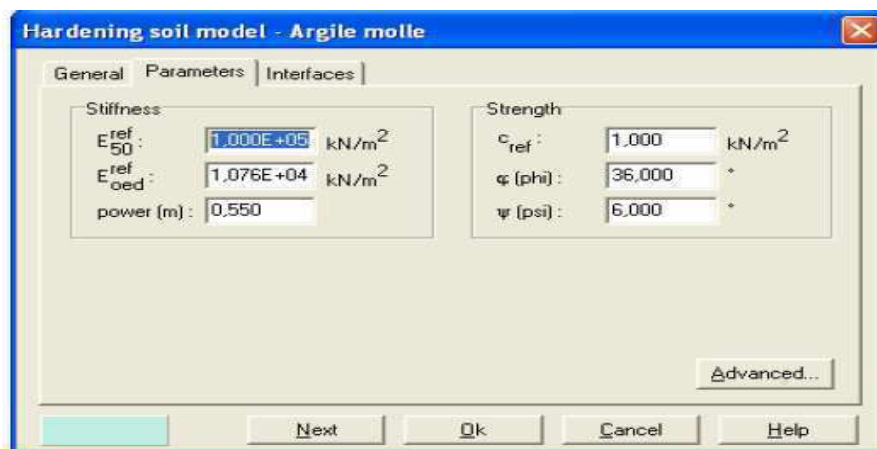 Hardening soil model - Argile molle
General Parameters Interfaces
Stiffness
E50ref : 1,000E+05 kN/m2
Eoedref : 1,076E+04 kN/m2
power (m) : 0,550
Strength
cref : 1,000 kN/m2
φ (phi) : 36,000 °
ψ (psi) : 6,000 °
Advanced...
Next Ok Cancel Help